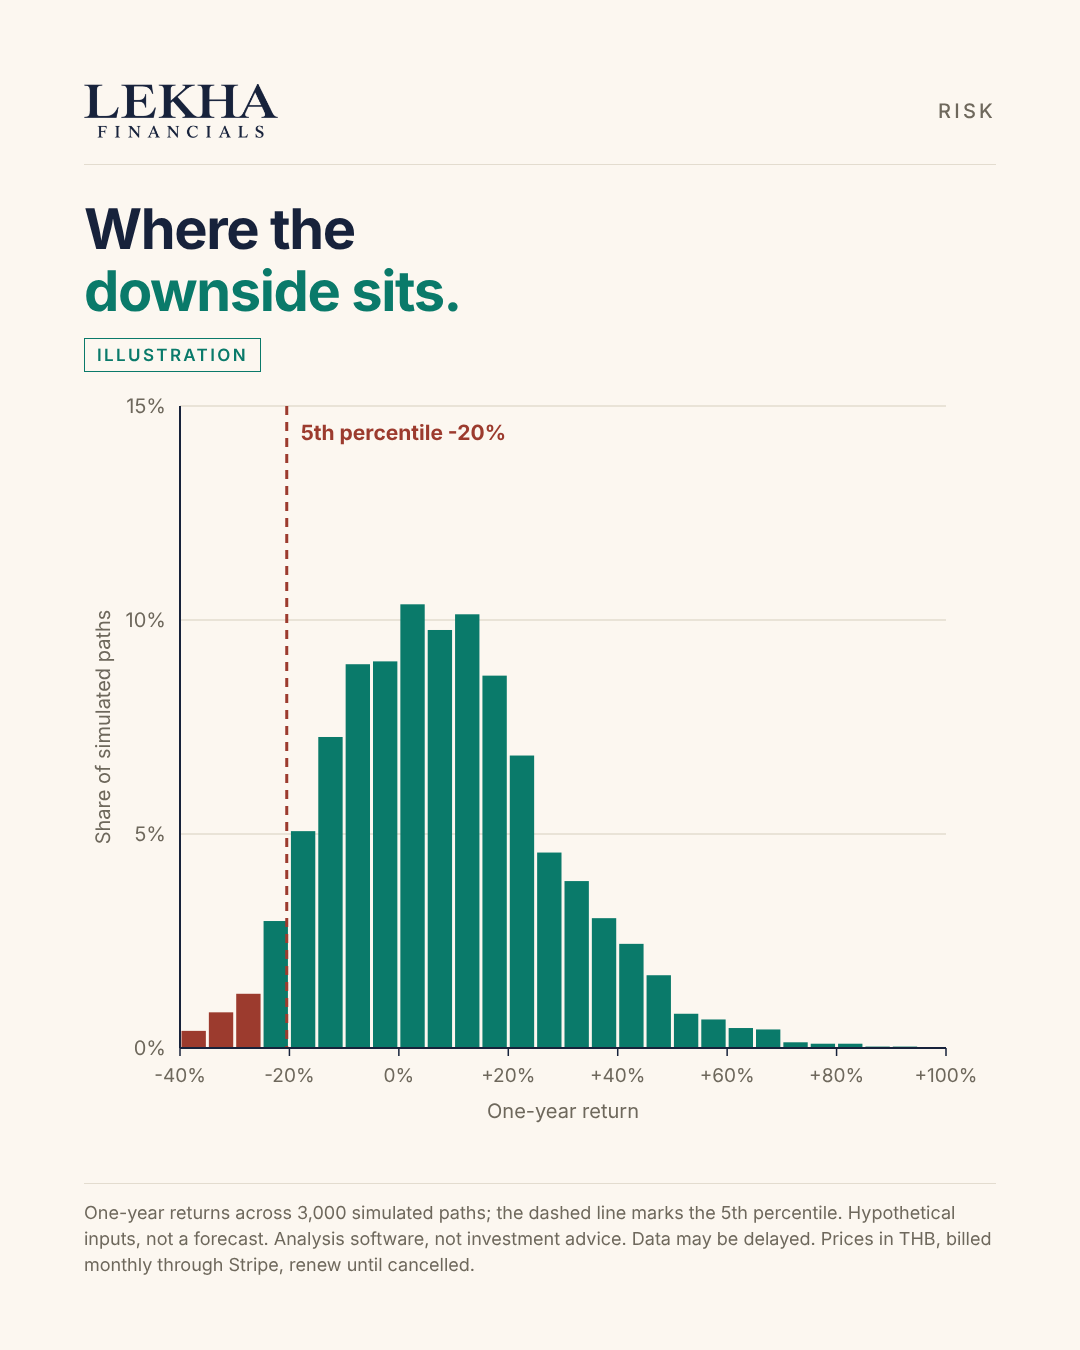 LEKHA
FINANCIALS
RISK
Where the
downside sits.
ILLUSTRATION
15%
5th percentile -20%
10%
5%
0%
Share of simulated paths
-40%
-20%
0%
+20%
+40%
+60%
+80%
+100%
One-year return
One-year returns across 3,000 simulated paths; the dashed line marks the 5th percentile. Hypothetical
inputs, not a forecast. Analysis software, not investment advice. Data may be delayed. Prices in THB, billed
monthly through Stripe, renew until cancelled.